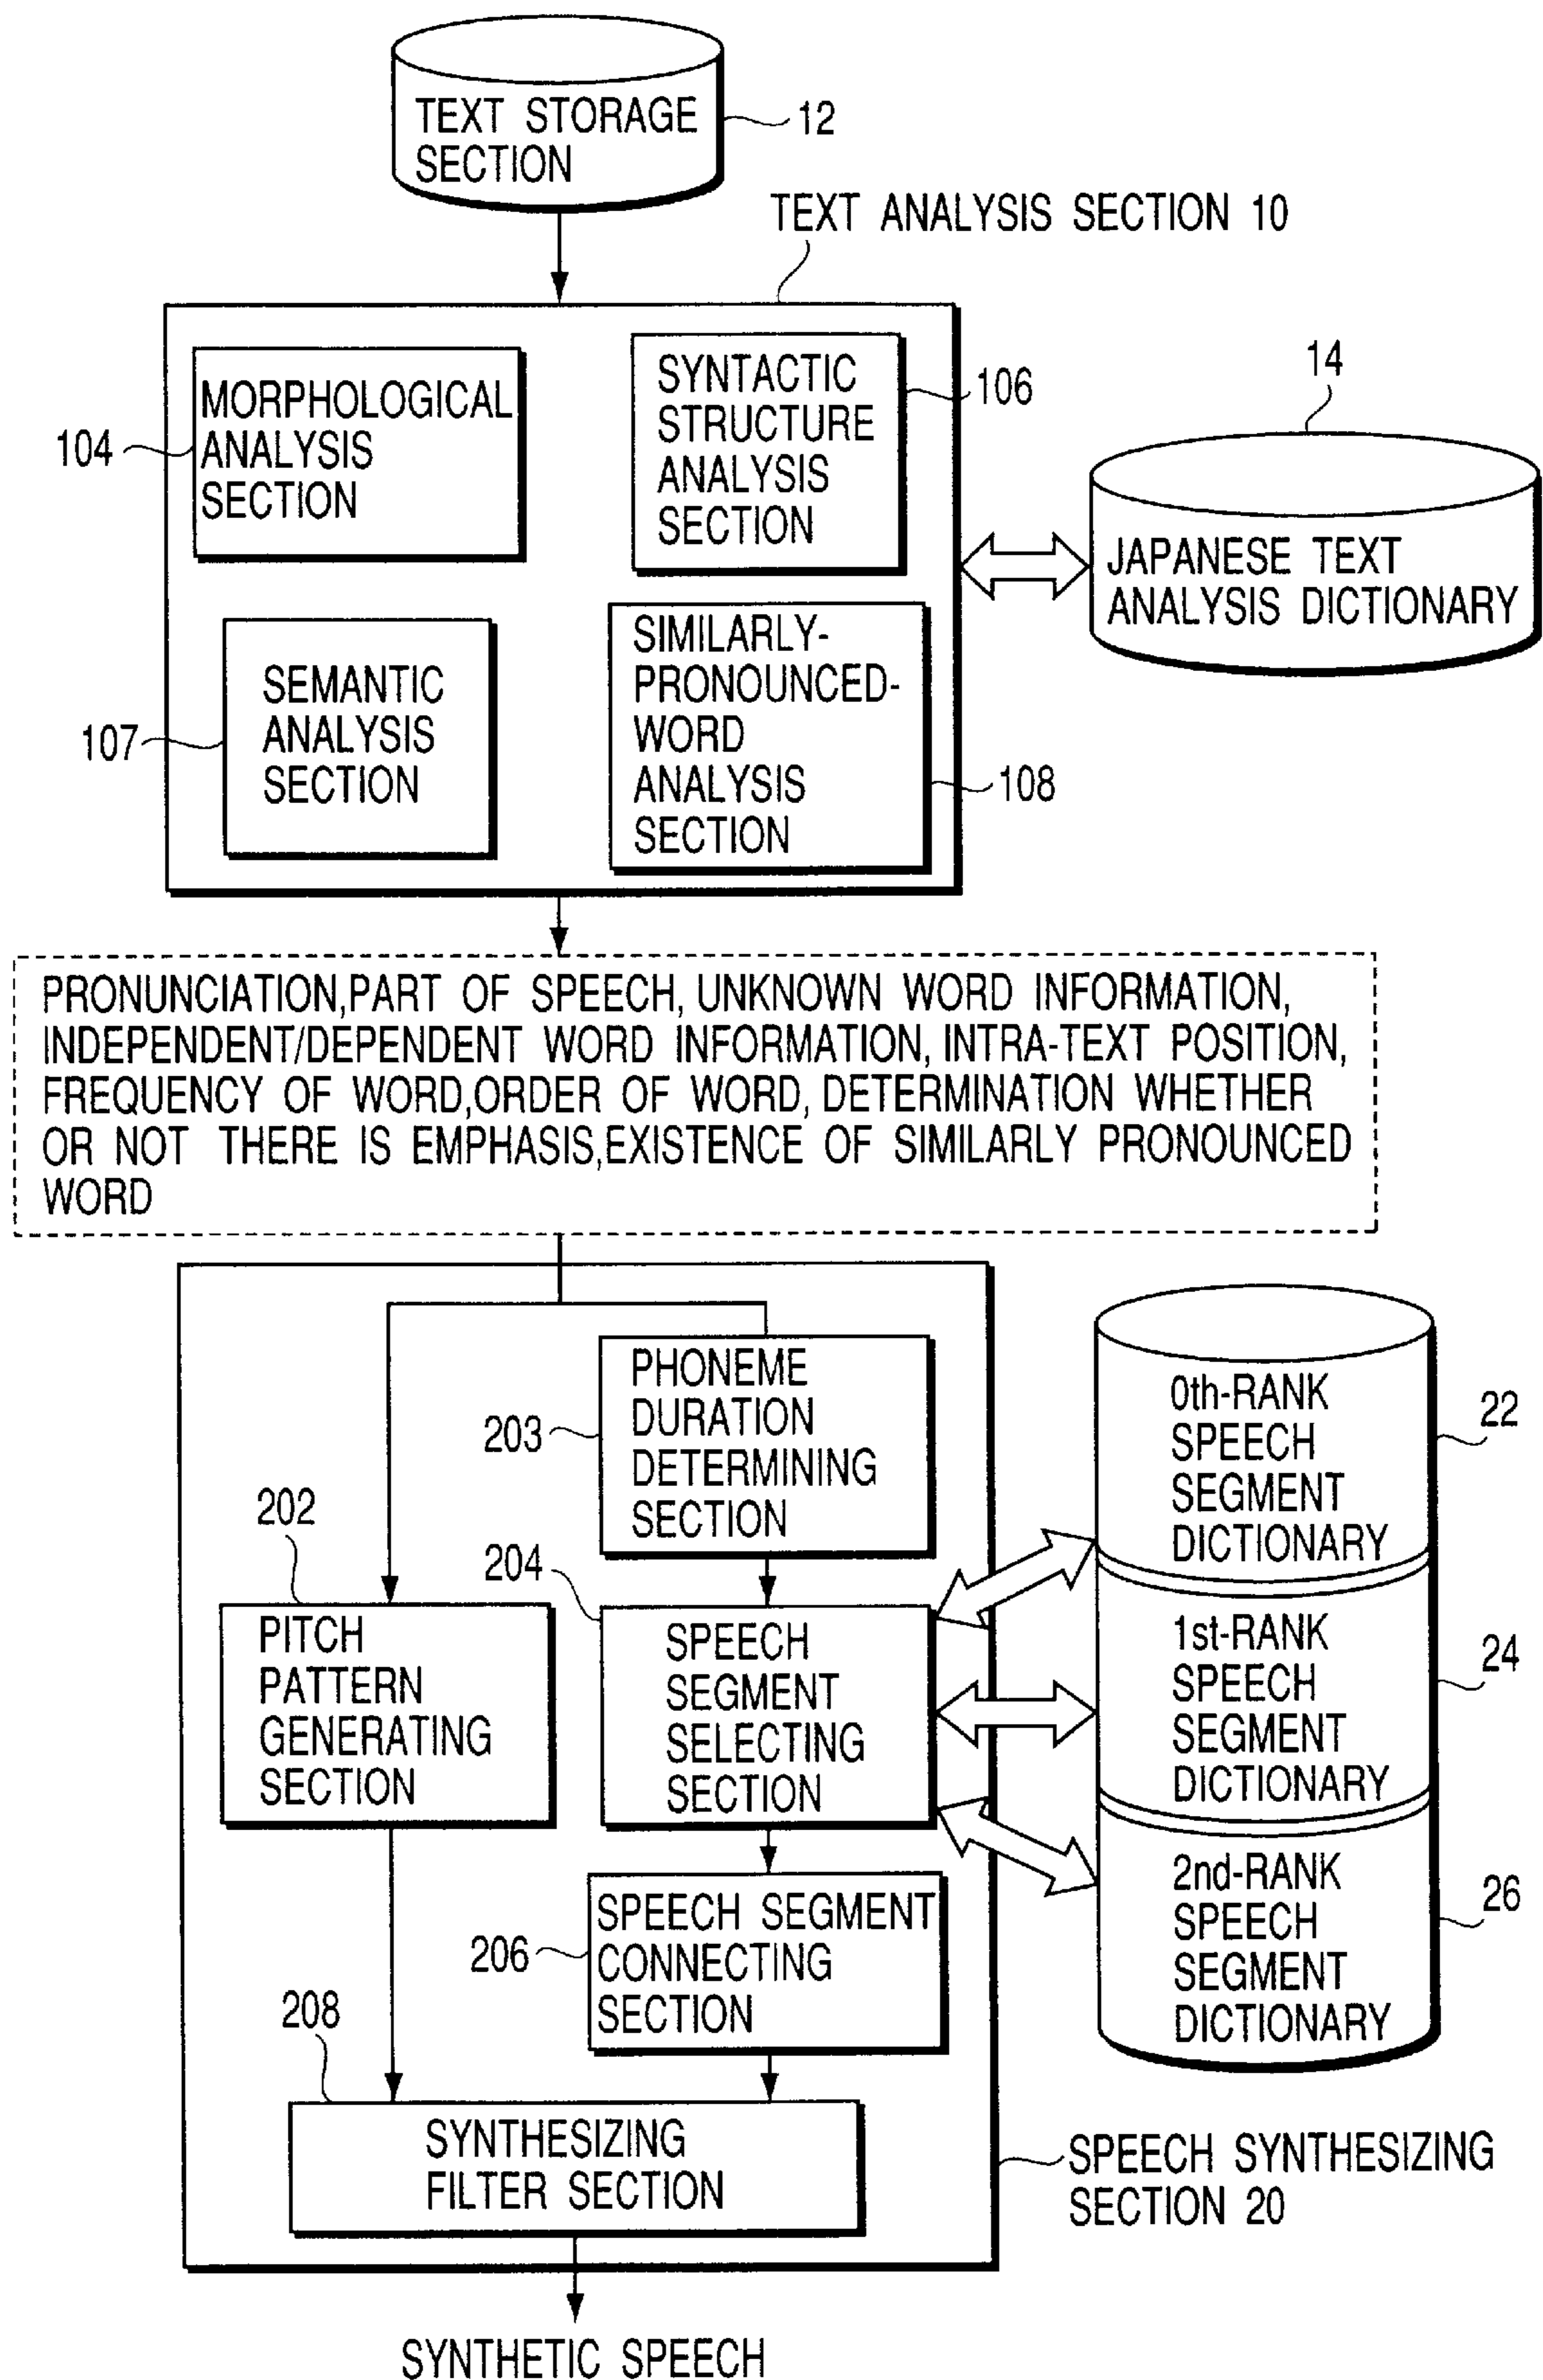 TEXT STORAGE
SECTION
12
TEXT ANALYSIS SECTION 10
MORPHOLOGICAL
ANALYSIS
SECTION
104
SYNTACTIC
STRUCTURE
ANALYSIS
SECTION
106
14
JAPANESE TEXT
ANALYSIS DICTIONARY
SEMANTIC
ANALYSIS
SECTION
107
SIMILARLY-
PRONOUNCED-
WORD
ANALYSIS
SECTION
108
PRONUNCIATION,PART OF SPEECH, UNKNOWN WORD INFORMATION,
INDEPENDENT/DEPENDENT WORD INFORMATION, INTRA-TEXT POSITION,
FREQUENCY OF WORD,ORDER OF WORD, DETERMINATION WHETHER
OR NOT THERE IS EMPHASIS,EXISTENCE OF SIMILARLY PRONOUNCED
WORD
PHONEME
DURATION
DETERMINING
SECTION
203
202
PITCH
PATTERN
GENERATING
SECTION
204
SPEECH
SEGMENT
SELECTING
SECTION
0th-RANK
SPEECH
SEGMENT
DICTIONARY
22
1st-RANK
SPEECH
SEGMENT
DICTIONARY
24
2nd-RANK
SPEECH
SEGMENT
DICTIONARY
26
SPEECH SEGMENT
CONNECTING
SECTION
206
208
SYNTHESIZING
FILTER SECTION
SPEECH SYNTHESIZING
SECTION 20
SYNTHETIC SPEECH